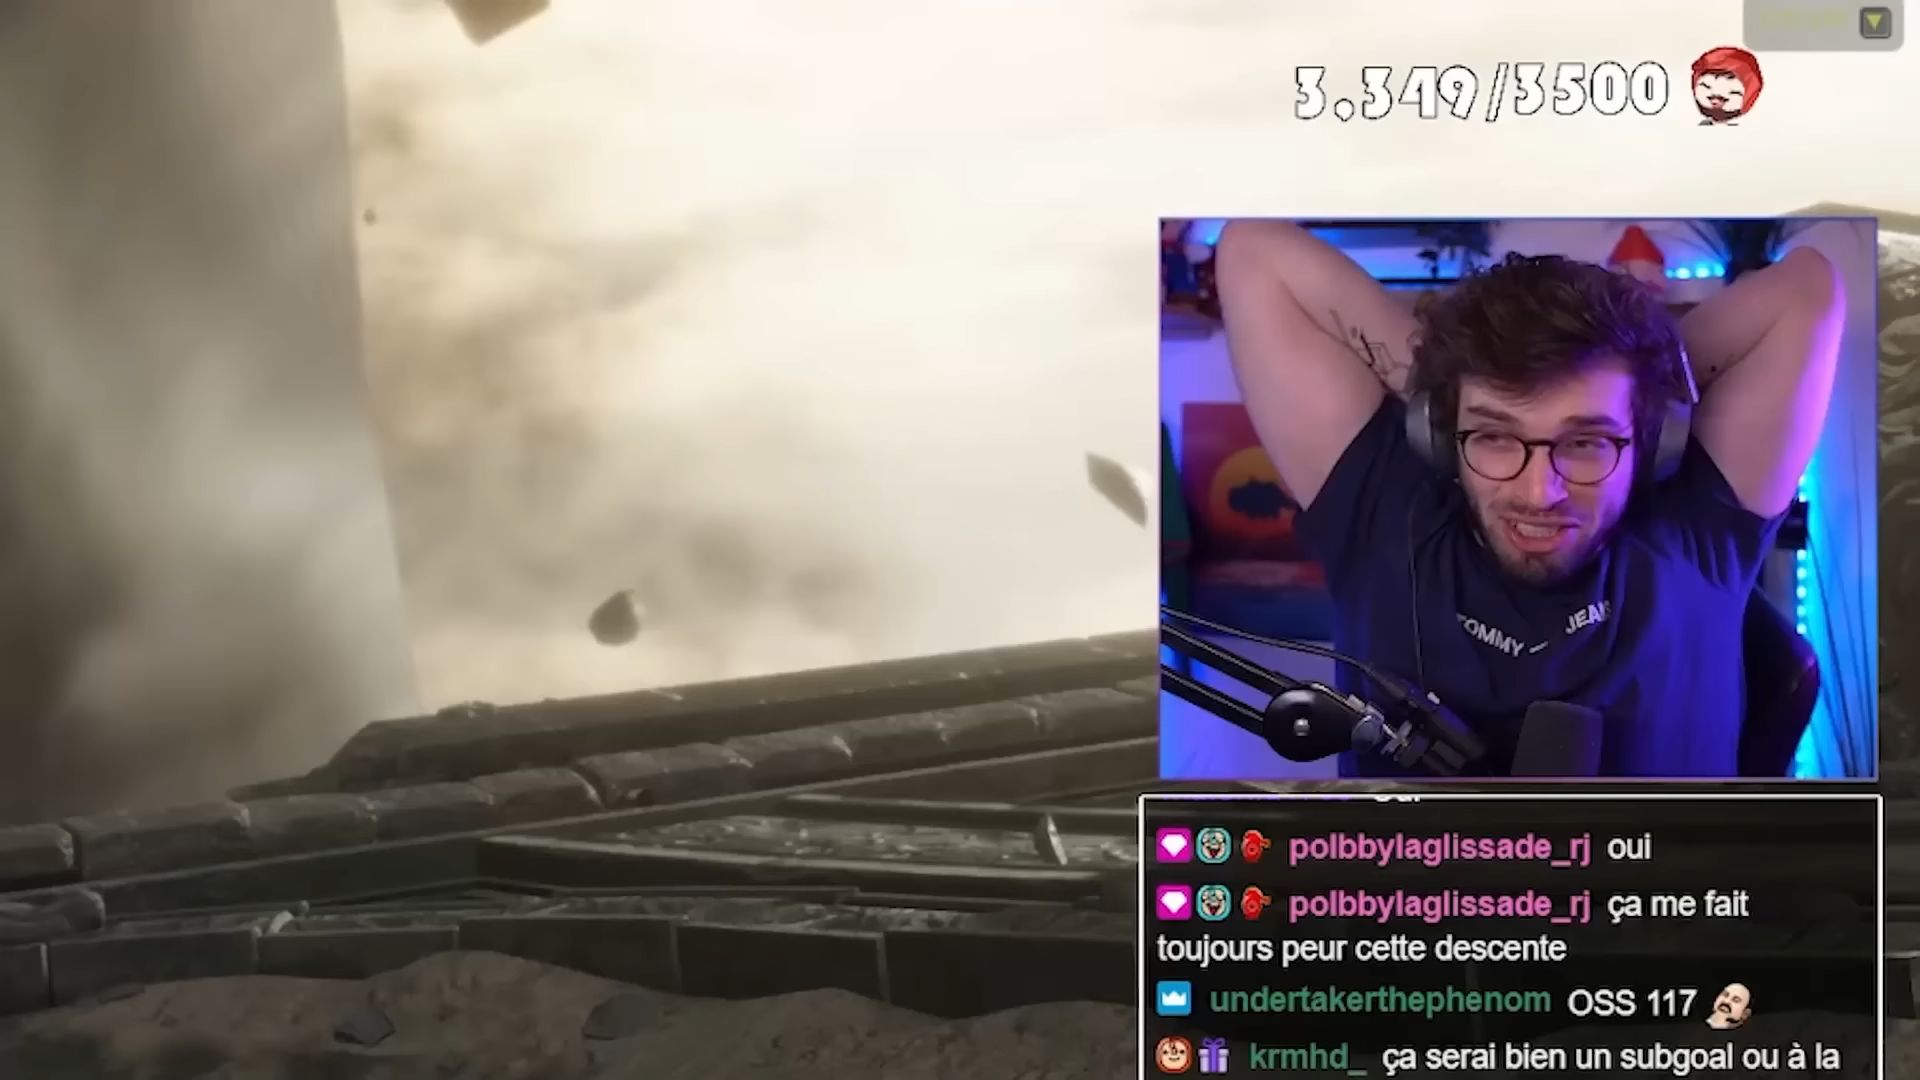 3.349/3500
TOMMY — JEANS
polbbylaglissade_rj oui
polbbylaglissade_rj ça me fait
toujours peur cette descente
undertakerthephenom OSS 117
krmhd_ ça serai bien un subgoal ou à la